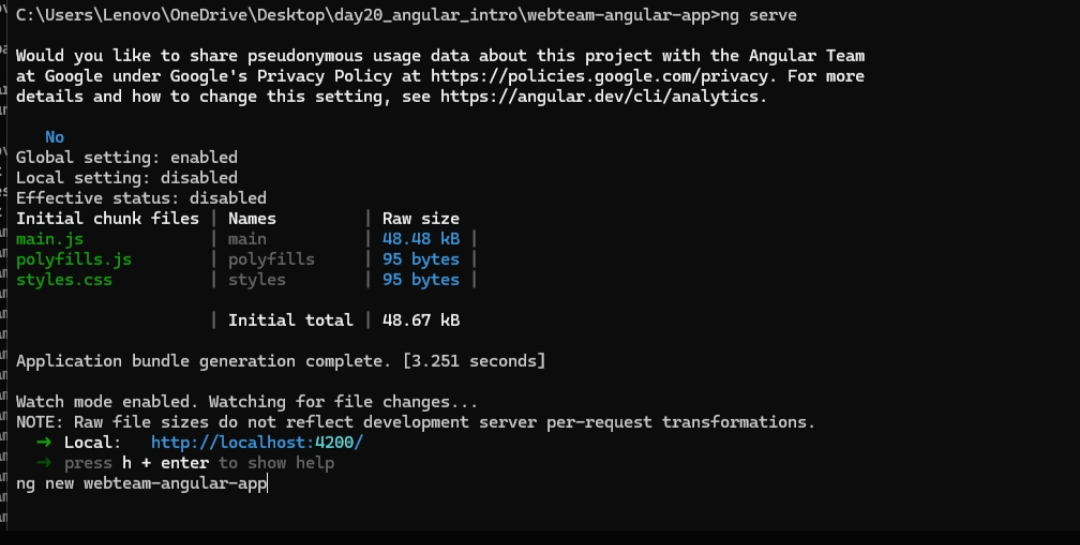 C:\Users\Lenovo\OneDrive\Desktop\day20_angular_intro\webteam-angular-app>ng serve
Would you like to share pseudonymous usage data about this project with the Angular Team
at Google under Google's Privacy Policy at https://policies.google.com/privacy. For more
details and how to change this setting, see https://angular.dev/cli/analytics.
No
Global setting: enabled
Local setting: disabled
Effective status: disabled
Initial chunk files | Names | Raw size
main.js | main | 48.48 kB |
polyfills.js | polyfills | 95 bytes |
styles.css | styles | 95 bytes |
| Initial total | 48.67 kB
Application bundle generation complete. [3.251 seconds]
Watch mode enabled. Watching for file changes...
NOTE: Raw file sizes do not reflect development server per-request transformations.
➜ Local: http://localhost:4200/
➜ press h + enter to show help
ng new webteam-angular-app